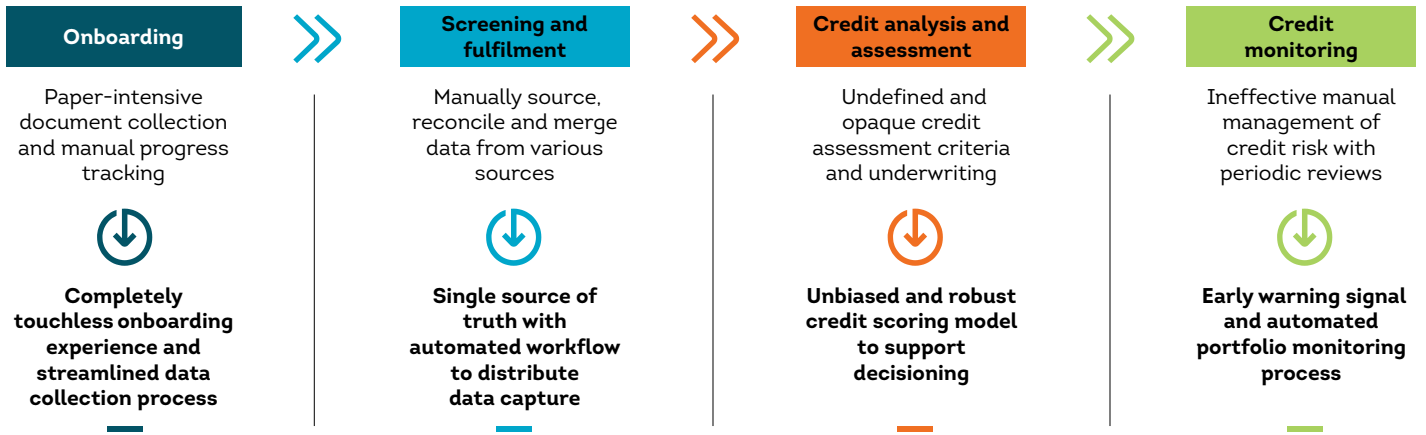 Onboarding
Paper-intensive
document collection
and manual progress
tracking
Completely
touchless onboarding
experience and
streamlined data
collection process
Screening and
fulfilment
Manually source,
reconcile and merge
data from various
sources
Single source of
truth with
automated workflow
to distribute
data capture
Credit analysis and
assessment
Undefined and
opaque credit
assessment criteria
and underwriting
Unbiased and robust
credit scoring model
to support
decisioning
Credit
monitoring
Ineffective manual
management of
credit risk with
periodic reviews
Early warning signal
and automated
portfolio monitoring
process